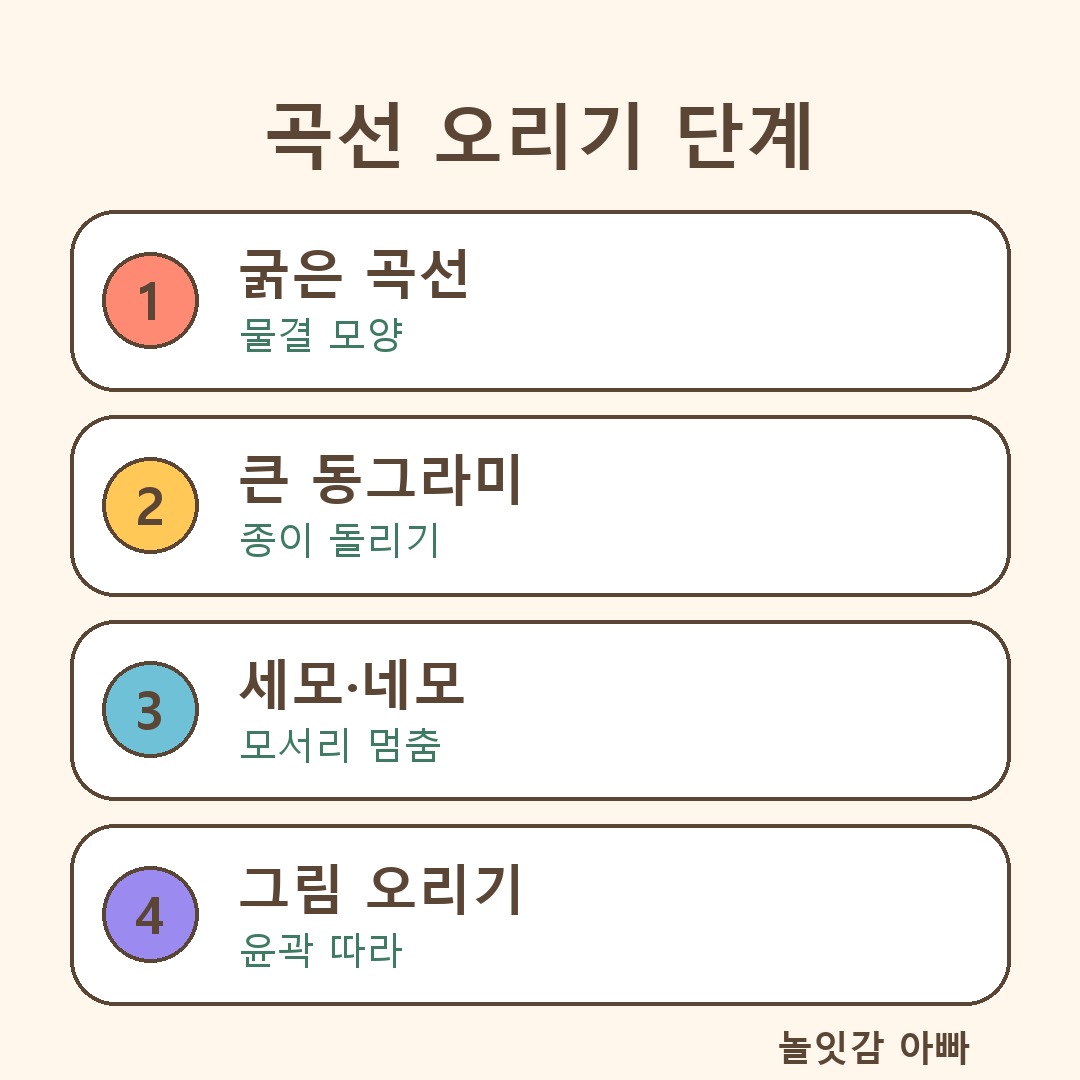 곡선 오리기 단계
1
굵은 곡선
물결 모양
2
큰 동그라미
종이 돌리기
3
세모·네모
모서리 멈춤
4
그림 오리기
윤곽 따라
놀잇감 아빠